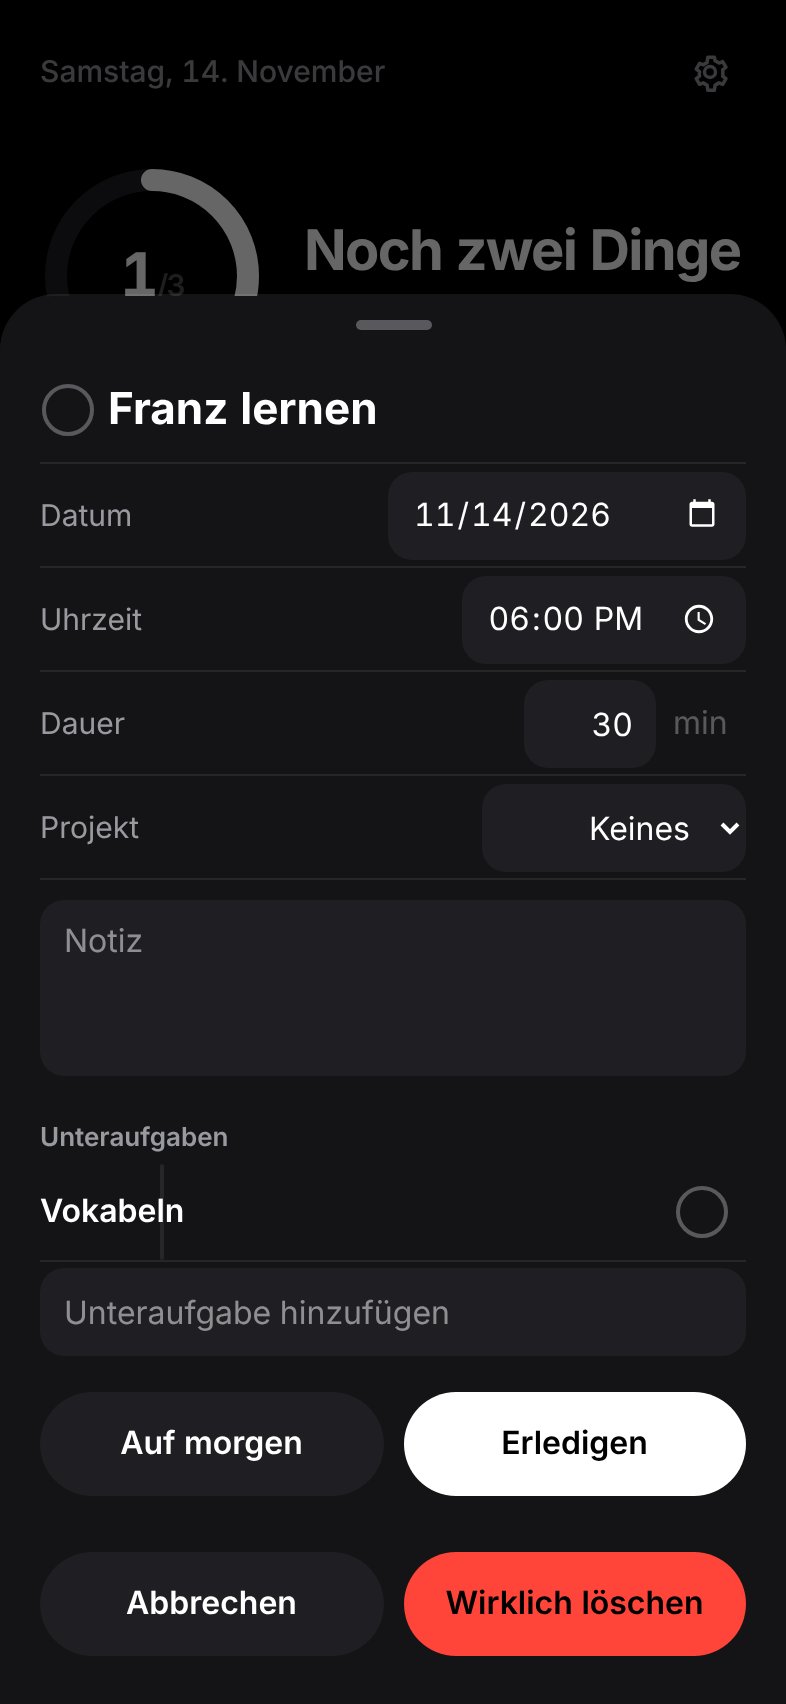 Samstag, 14. November
1/3
Noch zwei Dinge
Franz lernen
Datum
11/14/2026
Uhrzeit
06:00 PM
Dauer
30 min
Projekt
Keines
Notiz
Unteraufgaben
Vokabeln
Unteraufgabe hinzufügen
Auf morgen
Erledigen
Abbrechen
Wirklich löschen